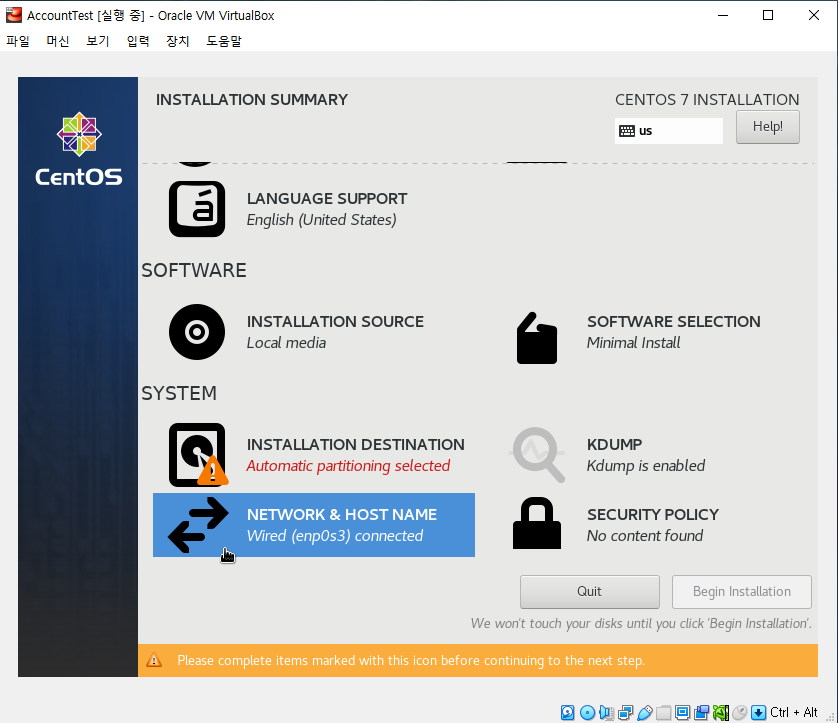 AccountTest [실행 중] - Oracle VM VirtualBox
파일 머신 보기 입력 장치 도움말
INSTALLATION SUMMARY
CENTOS 7 INSTALLATION
us
Help!
CentOS
LANGUAGE SUPPORT
English (United States)
SOFTWARE
INSTALLATION SOURCE
Local media
SOFTWARE SELECTION
Minimal Install
SYSTEM
INSTALLATION DESTINATION
Automatic partitioning selected
KDUMP
Kdump is enabled
NETWORK & HOST NAME
Wired (enp0s3) connected
SECURITY POLICY
No content found
Quit
Begin Installation
We won't touch your disks until you click 'Begin Installation'.
Please complete items marked with this icon before continuing to the next step.
Ctrl + Alt